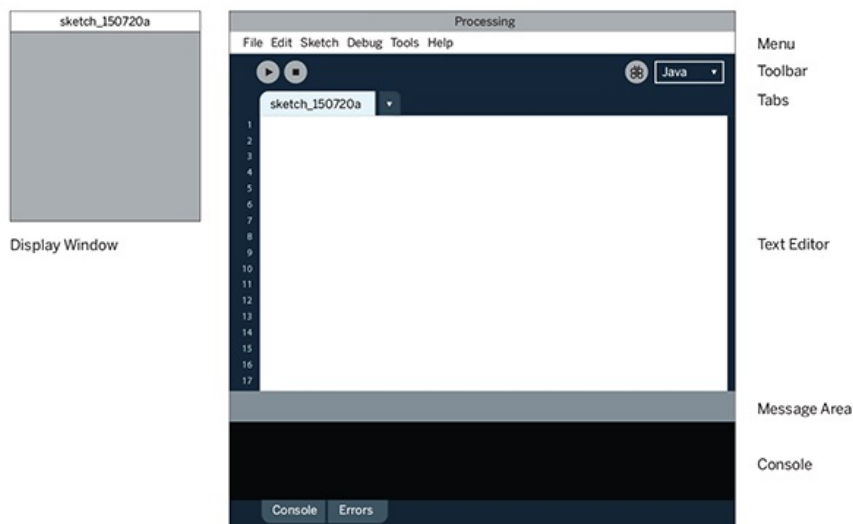 sketch_150720a
Display Window
Processing
File Edit Sketch Debug Tools Help
Java
sketch_150720a
1
2
3
4
5
6
7
8
9
10
11
12
13
14
15
16
17
Console Errors
Menu
Toolbar
Tabs
Text Editor
Message Area
Console